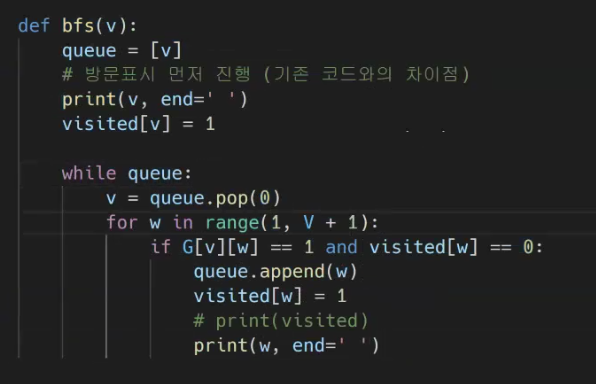 def bfs(v):
    queue = [v]
    # 방문표시 먼저 진행 (기존 코드와의 차이점)
    print(v, end=' ')
    visited[v] = 1
    while queue:
        v = queue.pop(0)
        for w in range(1, V + 1):
            if G[v][w] == 1 and visited[w] == 0:
                queue.append(w)
                visited[w] = 1
                # print(visited)
                print(w, end=' ')